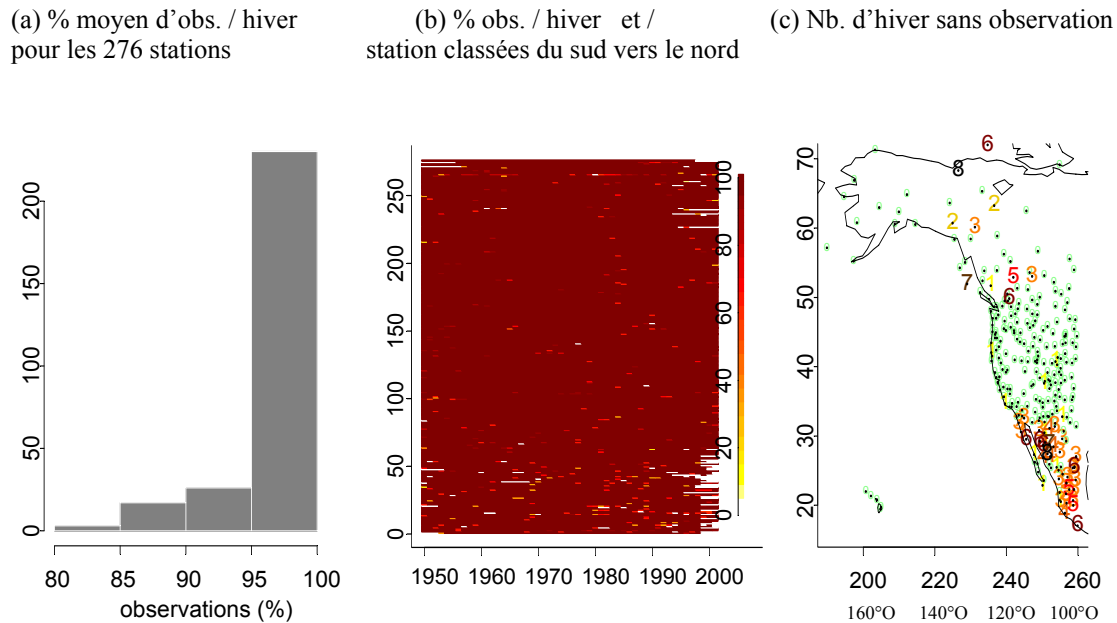 (a) % moyen d'obs. / hiver
pour les 276 stations
(b) % obs. / hiver et /
station classées du sud vers le nord
(c) Nb. d'hiver sans observation
0 50 100 150 200
80 85 90 95 100
observations (%)
0 50 100 150 200 250
1950 1960 1970 1980 1990 2000
0 20 40 60 80 100
20 30 40 50 60 70
200 220 240 260
160°O 140°O 120°O 100°O
6
8
2
2 3
5 3
7 1
6